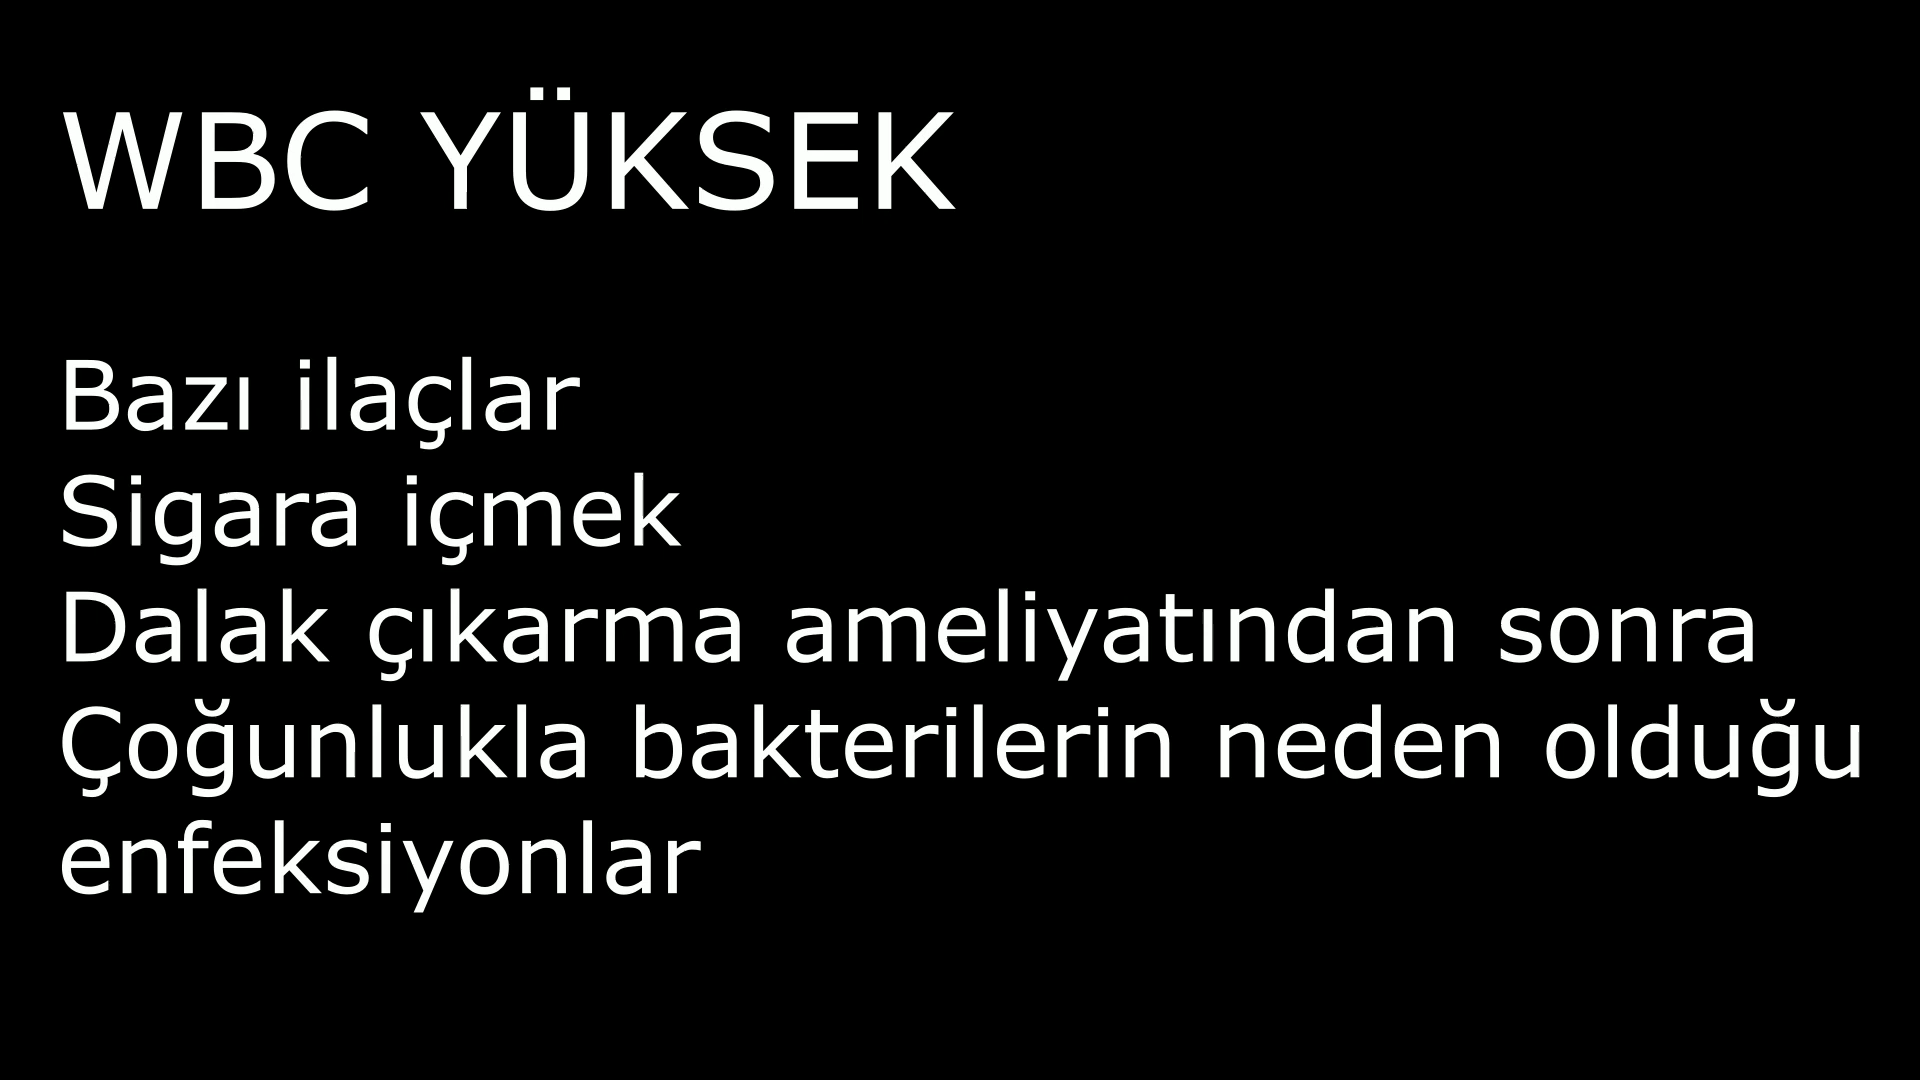 WBC YÜKSEK
Bazı ilaçlar
Sigara içmek
Dalak çıkarma ameliyatından sonra
Çoğunlukla bakterilerin neden olduğu
enfeksiyonlar